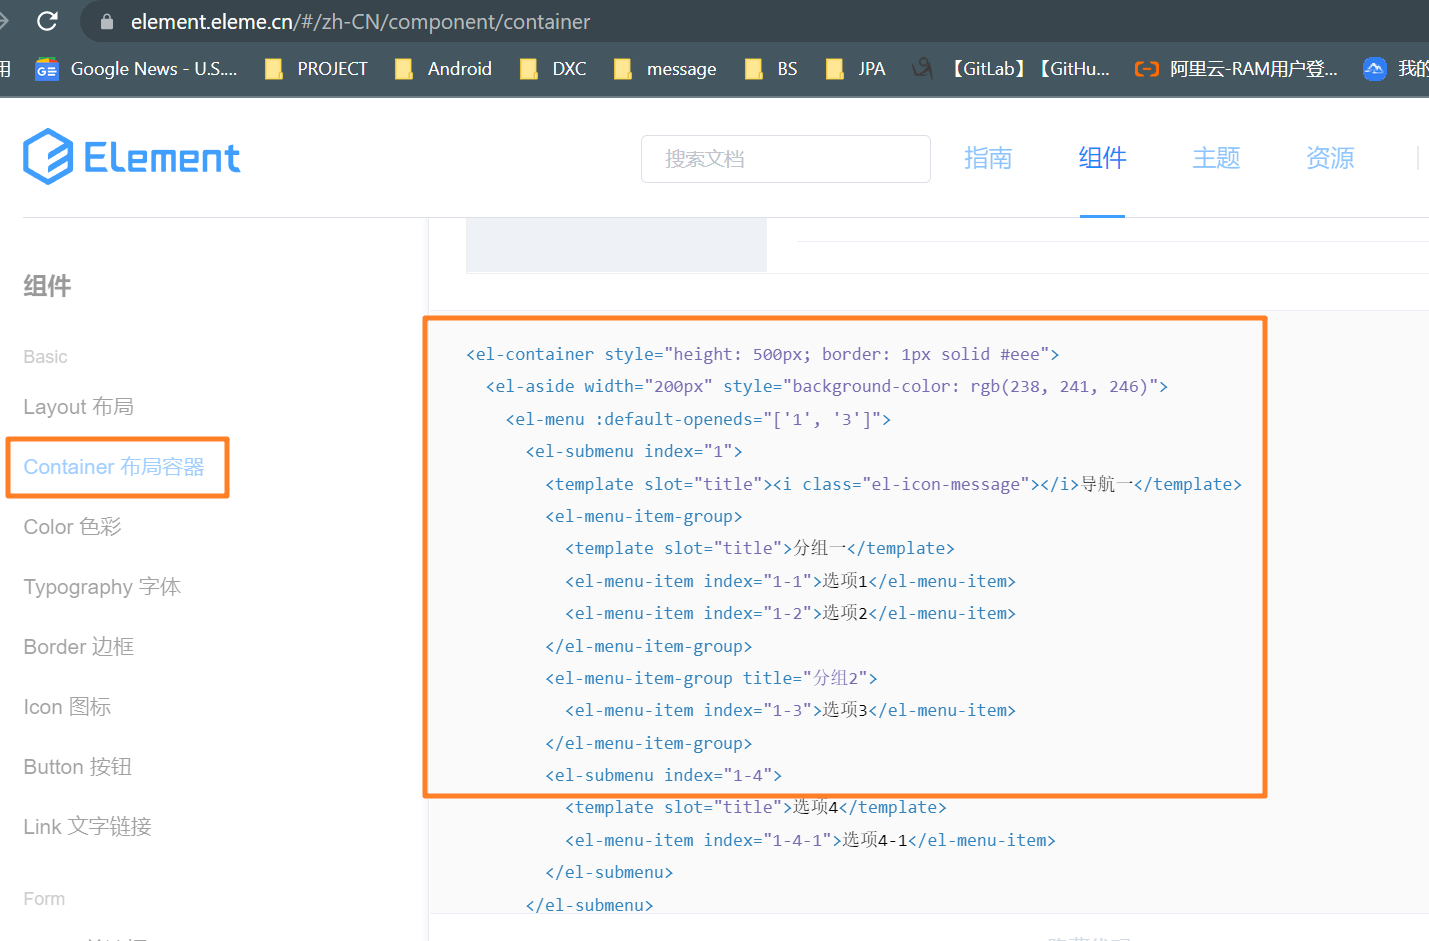 element.eleme.cn/#/zh-CN/component/container
用 Google News - U.S.... PROJECT Android DXC message BS JPA 【GitLab】【GitHu... 阿里云-RAM用户登... 我的
Element 搜索文档 指南 组件 主题 资源
组件
Basic
Layout 布局
Container 布局容器
Color 色彩
Typography 字体
Border 边框
Icon 图标
Button 按钮
Link 文字链接
Form
<el-container style="height: 500px; border: 1px solid #eee">
<el-aside width="200px" style="background-color: rgb(238, 241, 246)">
<el-menu :default-openeds="['1', '3']">
<el-submenu index="1">
<template slot="title"><i class="el-icon-message"></i>导航一</template>
<el-menu-item-group>
<template slot="title">分组一</template>
<el-menu-item index="1-1">选项1</el-menu-item>
<el-menu-item index="1-2">选项2</el-menu-item>
</el-menu-item-group>
<el-menu-item-group title="分组2">
<el-menu-item index="1-3">选项3</el-menu-item>
</el-menu-item-group>
<el-submenu index="1-4">
<template slot="title">选项4</template>
<el-menu-item index="1-4-1">选项4-1</el-menu-item>
</el-submenu>
</el-submenu>